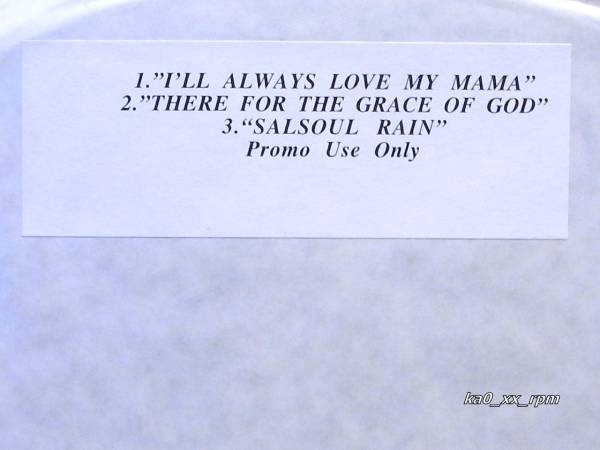 1.”I’LL ALWAYS LOVE MY MAMA”
2.”THERE FOR THE GRACE OF GOD”
3.“SALSOUL RAIN”
Promo Use Only
ka0_xx_rpm